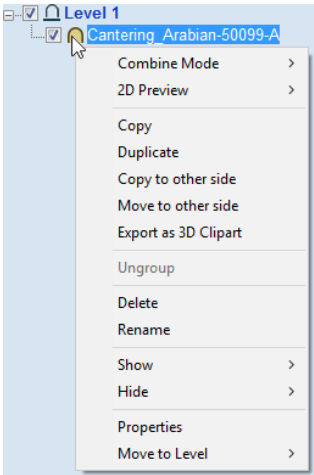 Level 1
Cantering_Arabian-50099-A
Combine Mode
2D Preview
Copy
Duplicate
Copy to other side
Move to other side
Export as 3D Clipart
Ungroup
Delete
Rename
Show
Hide
Properties
Move to Level